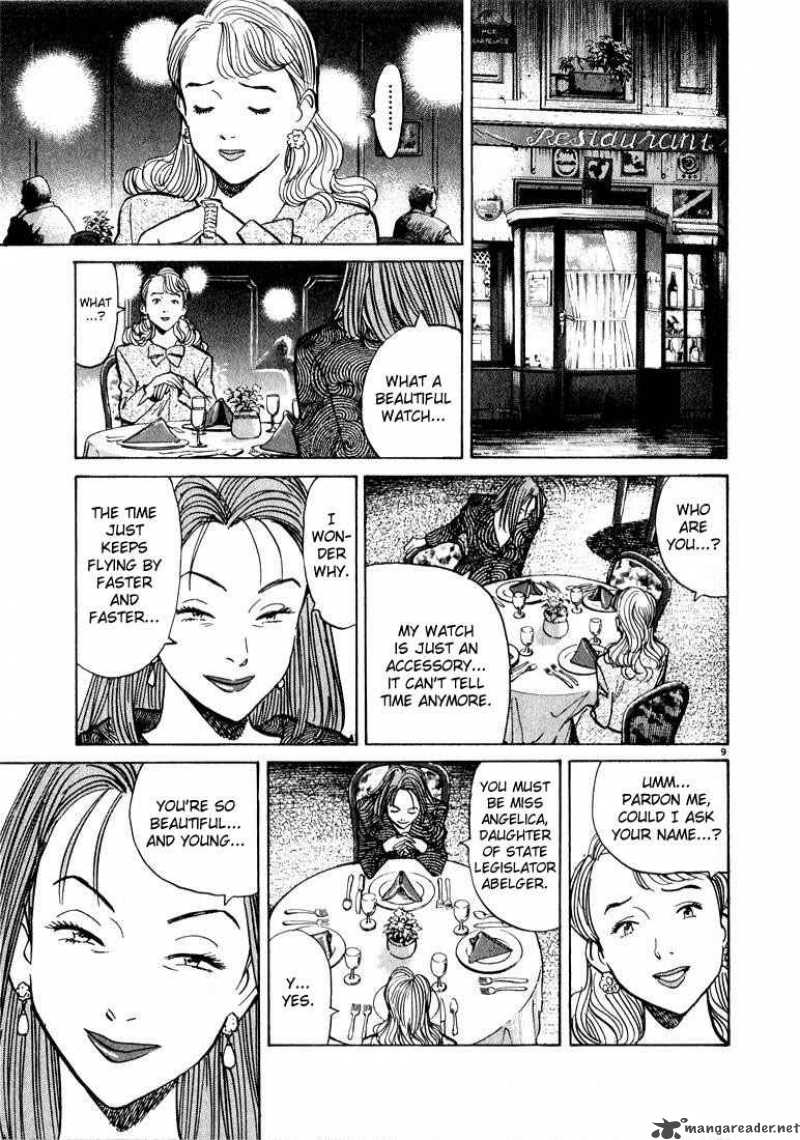 Restaurant
.........
WHAT
...?
WHAT A
BEAUTIFUL
WATCH...
WHO
ARE
YOU...?
MY WATCH
IS JUST AN
ACCESSORY...
IT CAN'T TELL
TIME ANYMORE.
I
WON-
DER
WHY.
THE TIME
JUST
KEEPS
FLYING BY
FASTER
AND
FASTER...
9
UMM...
PARDON ME,
COULD I ASK
YOUR NAME...?
YOU MUST
BE MISS
ANGELICA,
DAUGHTER
OF STATE
LEGISLATOR
ABELGER.
Y...
YES.
YOU'RE SO
BEAUTIFUL...
AND YOUNG...
mangareader.net